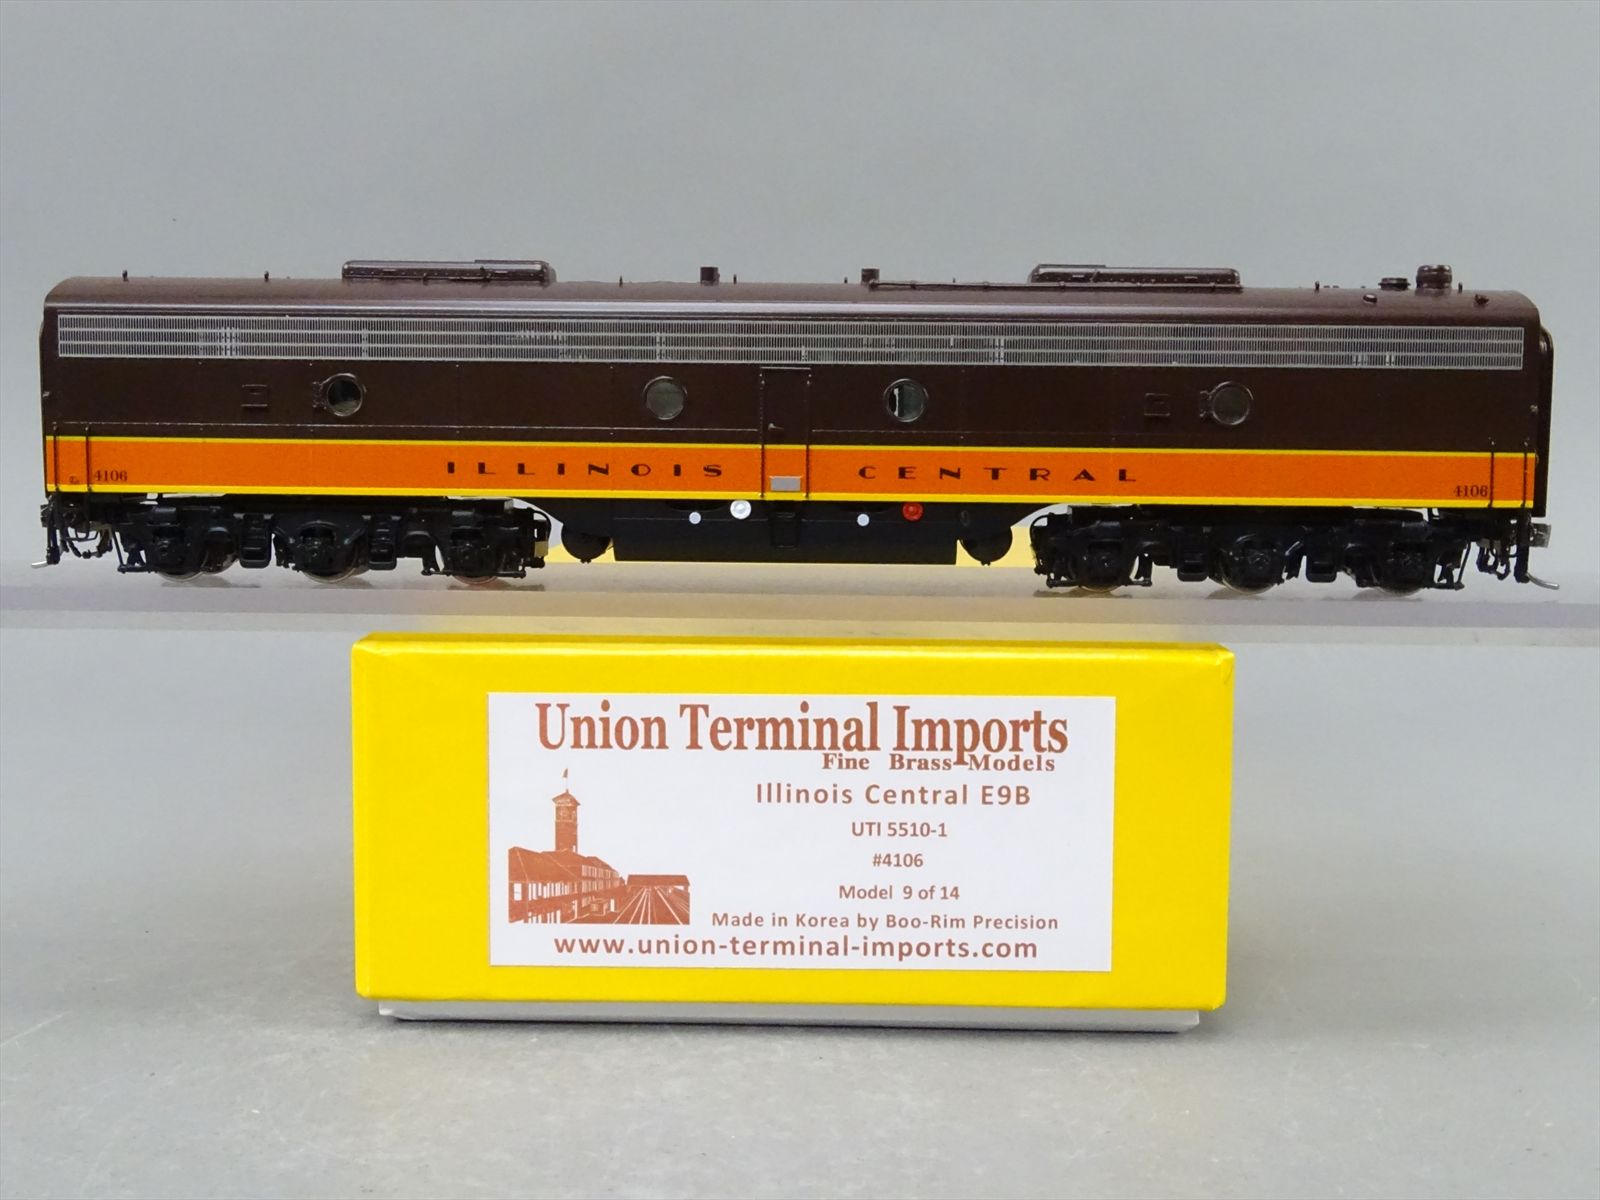 4106 ILLINOIS CENTRAL 4106
Union Terminal Imports
Fine Brass Models
Illinois Central E9B
UTI 5510-1
#4106
Model 9 of 14
Made in Korea by Boo-Rim Precision
www.union-terminal-imports.com